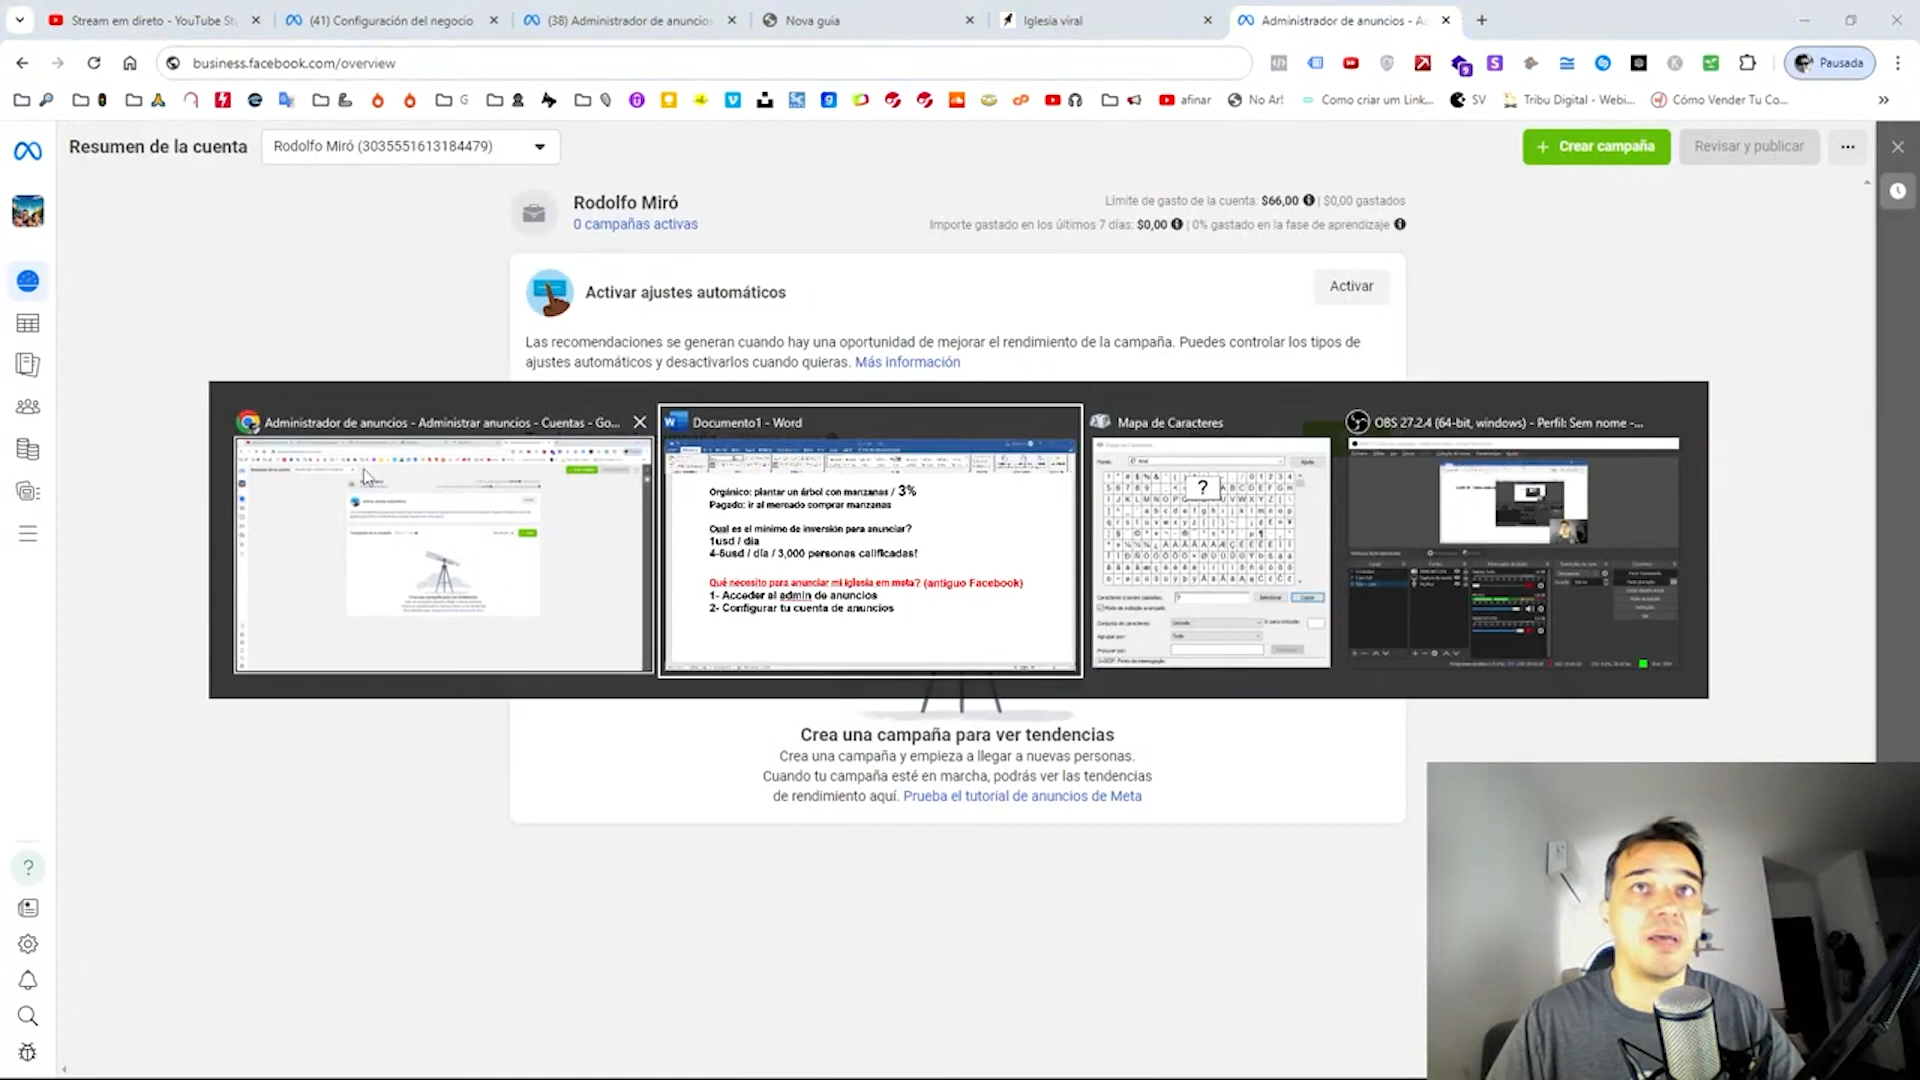 Stream em direto - YouTube St
(41) Configuración del negocio
(38) Administrador de anuncios
Nova guia
Iglesia viral
Administrador de anuncios - Ac
business.facebook.com/overview
Pausada
G
afinar
No Ar!
Como criar um Link...
SV
Tribu Digital - Webi...
Cómo Vender Tu Co...
Resumen de la cuenta
Rodolfo Miró (3035551613184479)
Crear campaña
Revisar y publicar
Rodolfo Miró
0 campañas activas
Límite de gasto de la cuenta: $66,00 | $0,00 gastados
Importe gastado en los últimos 7 días: $0,00 | 0% gastado en la fase de aprendizaje
Activar ajustes automáticos
Activar
Las recomendaciones se generan cuando hay una oportunidad de mejorar el rendimiento de la campaña. Puedes controlar los tipos de
ajustes automáticos y desactivarlos cuando quieras. Más información
Administrador de anuncios - Administrar anuncios - Cuentas - Go...
Documento1 - Word
Mapa de Caracteres
OBS 27.2.4 (64-bit, windows) - Perfil: Sem nome -...
Orgánico: plantar un árbol con manzanas / 3%
Pagado: ir al mercado comprar manzanas
Cual es el mínimo de inversión para anunciar?
1usd / día
4-5usd / día / 3,000 personas calificadas!
Qué necesito para anunciar mi iglesia em meta? (antiguo Facebook)
1- Acceder al admin de anuncios
2- Configurar tu cuenta de anuncios
?
Crea una campaña para ver tendencias
Crea una campaña y empieza a llegar a nuevas personas.
Cuando tu campaña esté en marcha, podrás ver las tendencias
de rendimiento aquí. Prueba el tutorial de anuncios de Meta